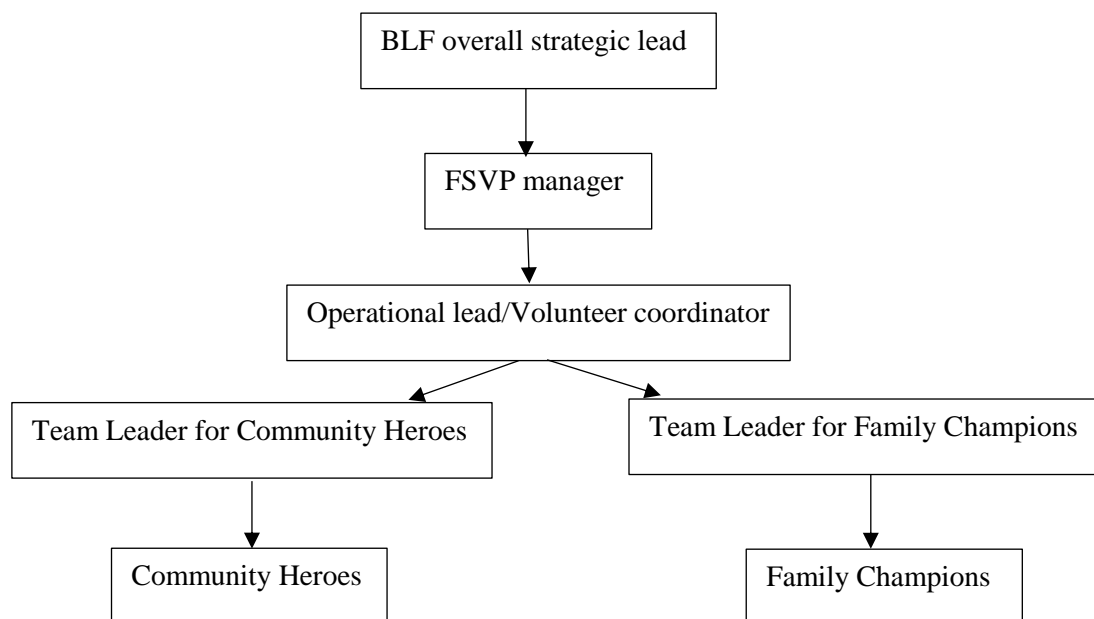 BLF overall strategic lead
FSVP manager
Operational lead/Volunteer coordinator
Team Leader for Community Heroes
Team Leader for Family Champions
Community Heroes
Family Champions